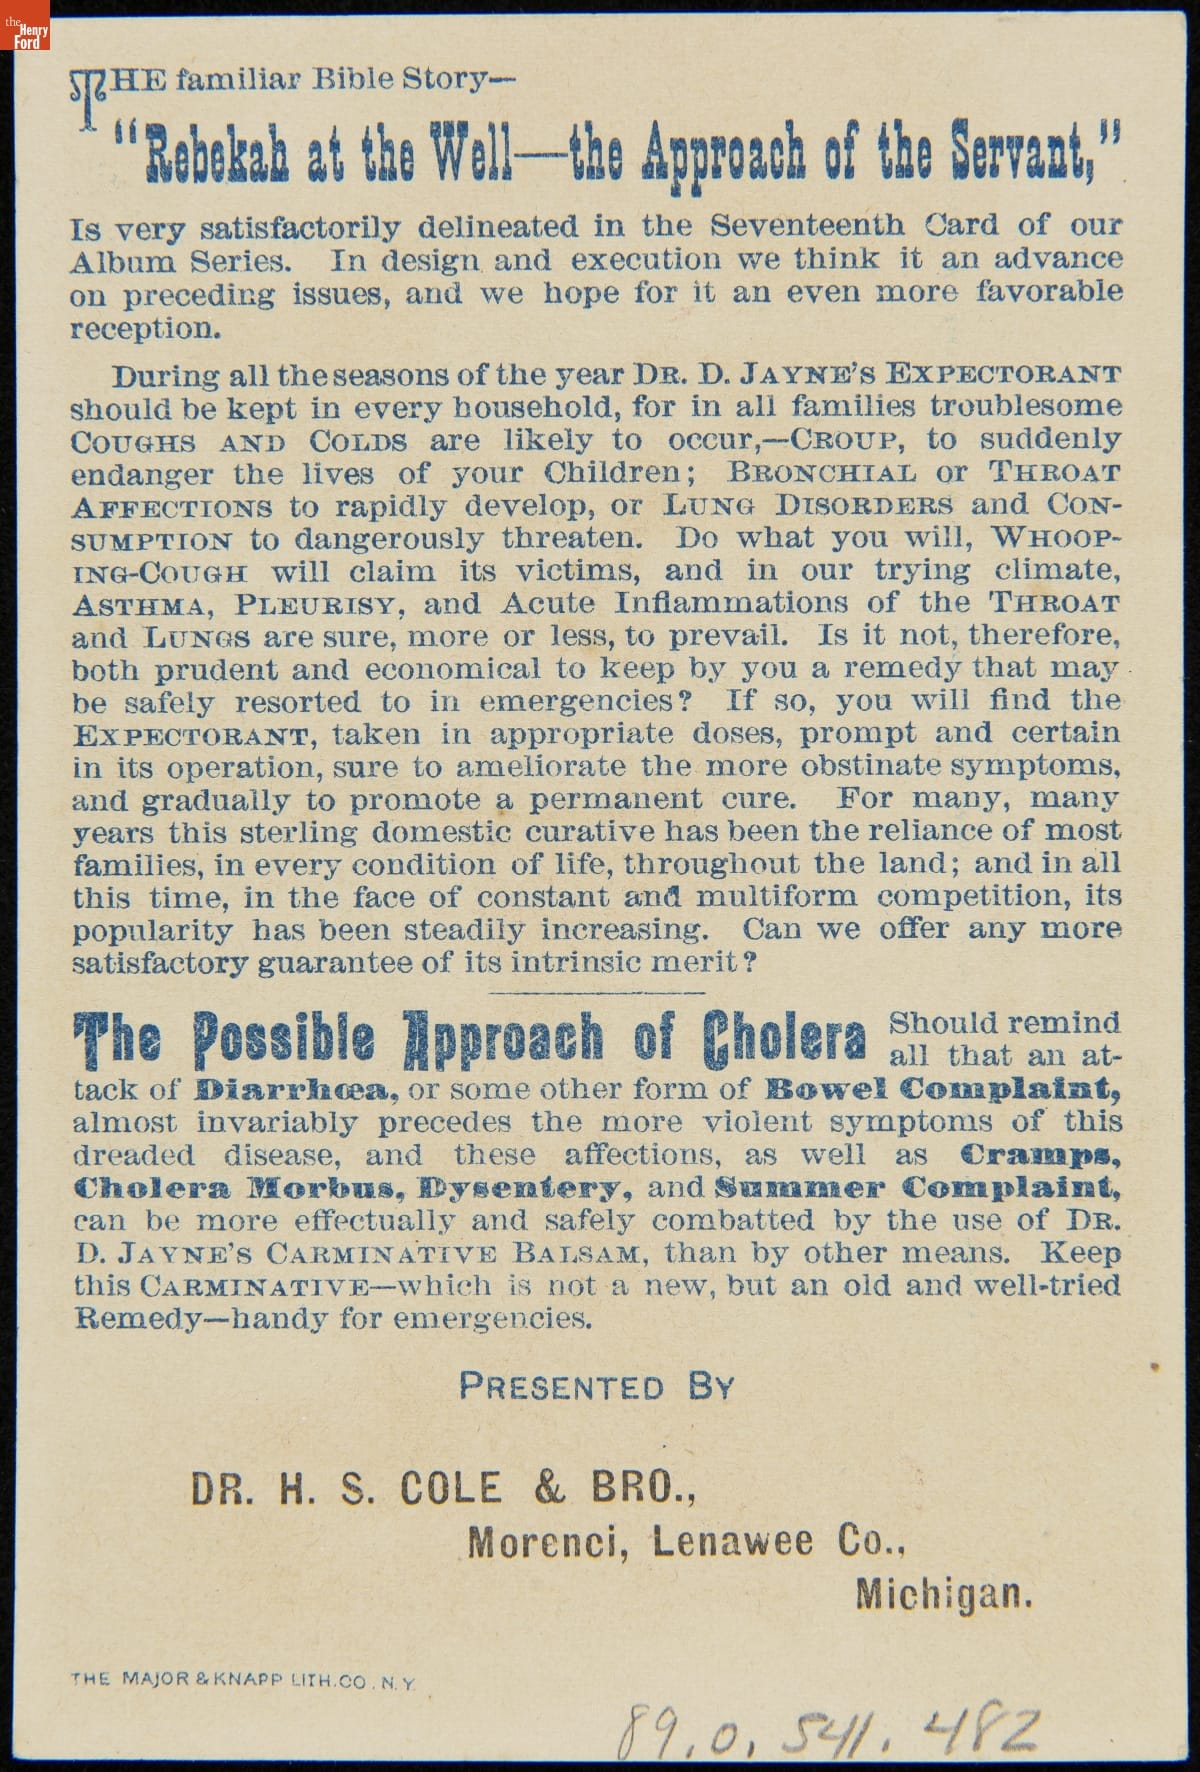 the
Henry
Ford
THE familiar Bible Story—
"Rebekah at the Well—the Approach of the Servant,"
Is very satisfactorily delineated in the Seventeenth Card of our
Album Series. In design and execution we think it an advance
on preceding issues, and we hope for it an even more favorable
reception.
During all the seasons of the year DR. D. JAYNE'S EXPECTORANT
should be kept in every household, for in all families troublesome
COUGHS AND COLDS are likely to occur,—CROUP, to suddenly
endanger the lives of your Children; BRONCHIAL or THROAT
AFFECTIONS to rapidly develop, or LUNG DISORDERS and CON-
SUMPTION to dangerously threaten. Do what you will, WHOOP-
ING-COUGH will claim its victims, and in our trying climate,
ASTHMA, PLEURISY, and Acute Inflammations of the THROAT
and LUNGS are sure, more or less, to prevail. Is it not, therefore,
both prudent and economical to keep by you a remedy that may
be safely resorted to in emergencies? If so, you will find the
EXPECTORANT, taken in appropriate doses, prompt and certain
in its operation, sure to ameliorate the more obstinate symptoms,
and gradually to promote a permanent cure. For many, many
years this sterling domestic curative has been the reliance of most
families, in every condition of life, throughout the land; and in all
this time, in the face of constant and multiform competition, its
popularity has been steadily increasing. Can we offer any more
satisfactory guarantee of its intrinsic merit?
The Possible Approach of Cholera Should remind
all that an at-
tack of Diarrhœa, or some other form of Bowel Complaint,
almost invariably precedes the more violent symptoms of this
dreaded disease, and these affections, as well as Cramps,
Cholera Morbus, Dysentery, and Summer Complaint,
can be more effectually and safely combatted by the use of DR.
D. JAYNE'S CARMINATIVE BALSAM, than by other means. Keep
this CARMINATIVE—which is not a new, but an old and well-tried
Remedy—handy for emergencies.
PRESENTED BY
DR. H. S. COLE & BRO.,
Morenci, Lenawee Co.,
Michigan.
THE MAJOR & KNAPP LITH. CO. N. Y.
89.0.541.482